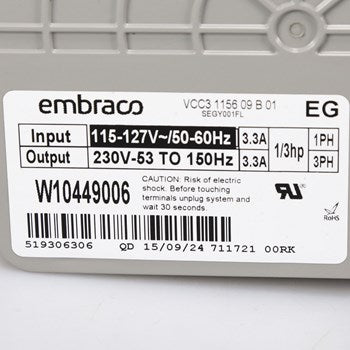 embraco
VCC3 1156 09 B 01
SEGY001FL
EG
Input 115-127V~/50-60Hz 3.3A 1/3hp 1PH
Output 230V-53 TO 150Hz 3.3A 3PH
W10449006
CAUTION: Risk of electric
shock. Before touching
terminals unplug system and
wait 30 seconds.
RU
RoHS
519306306 QD 15/09/24 711721 00RK